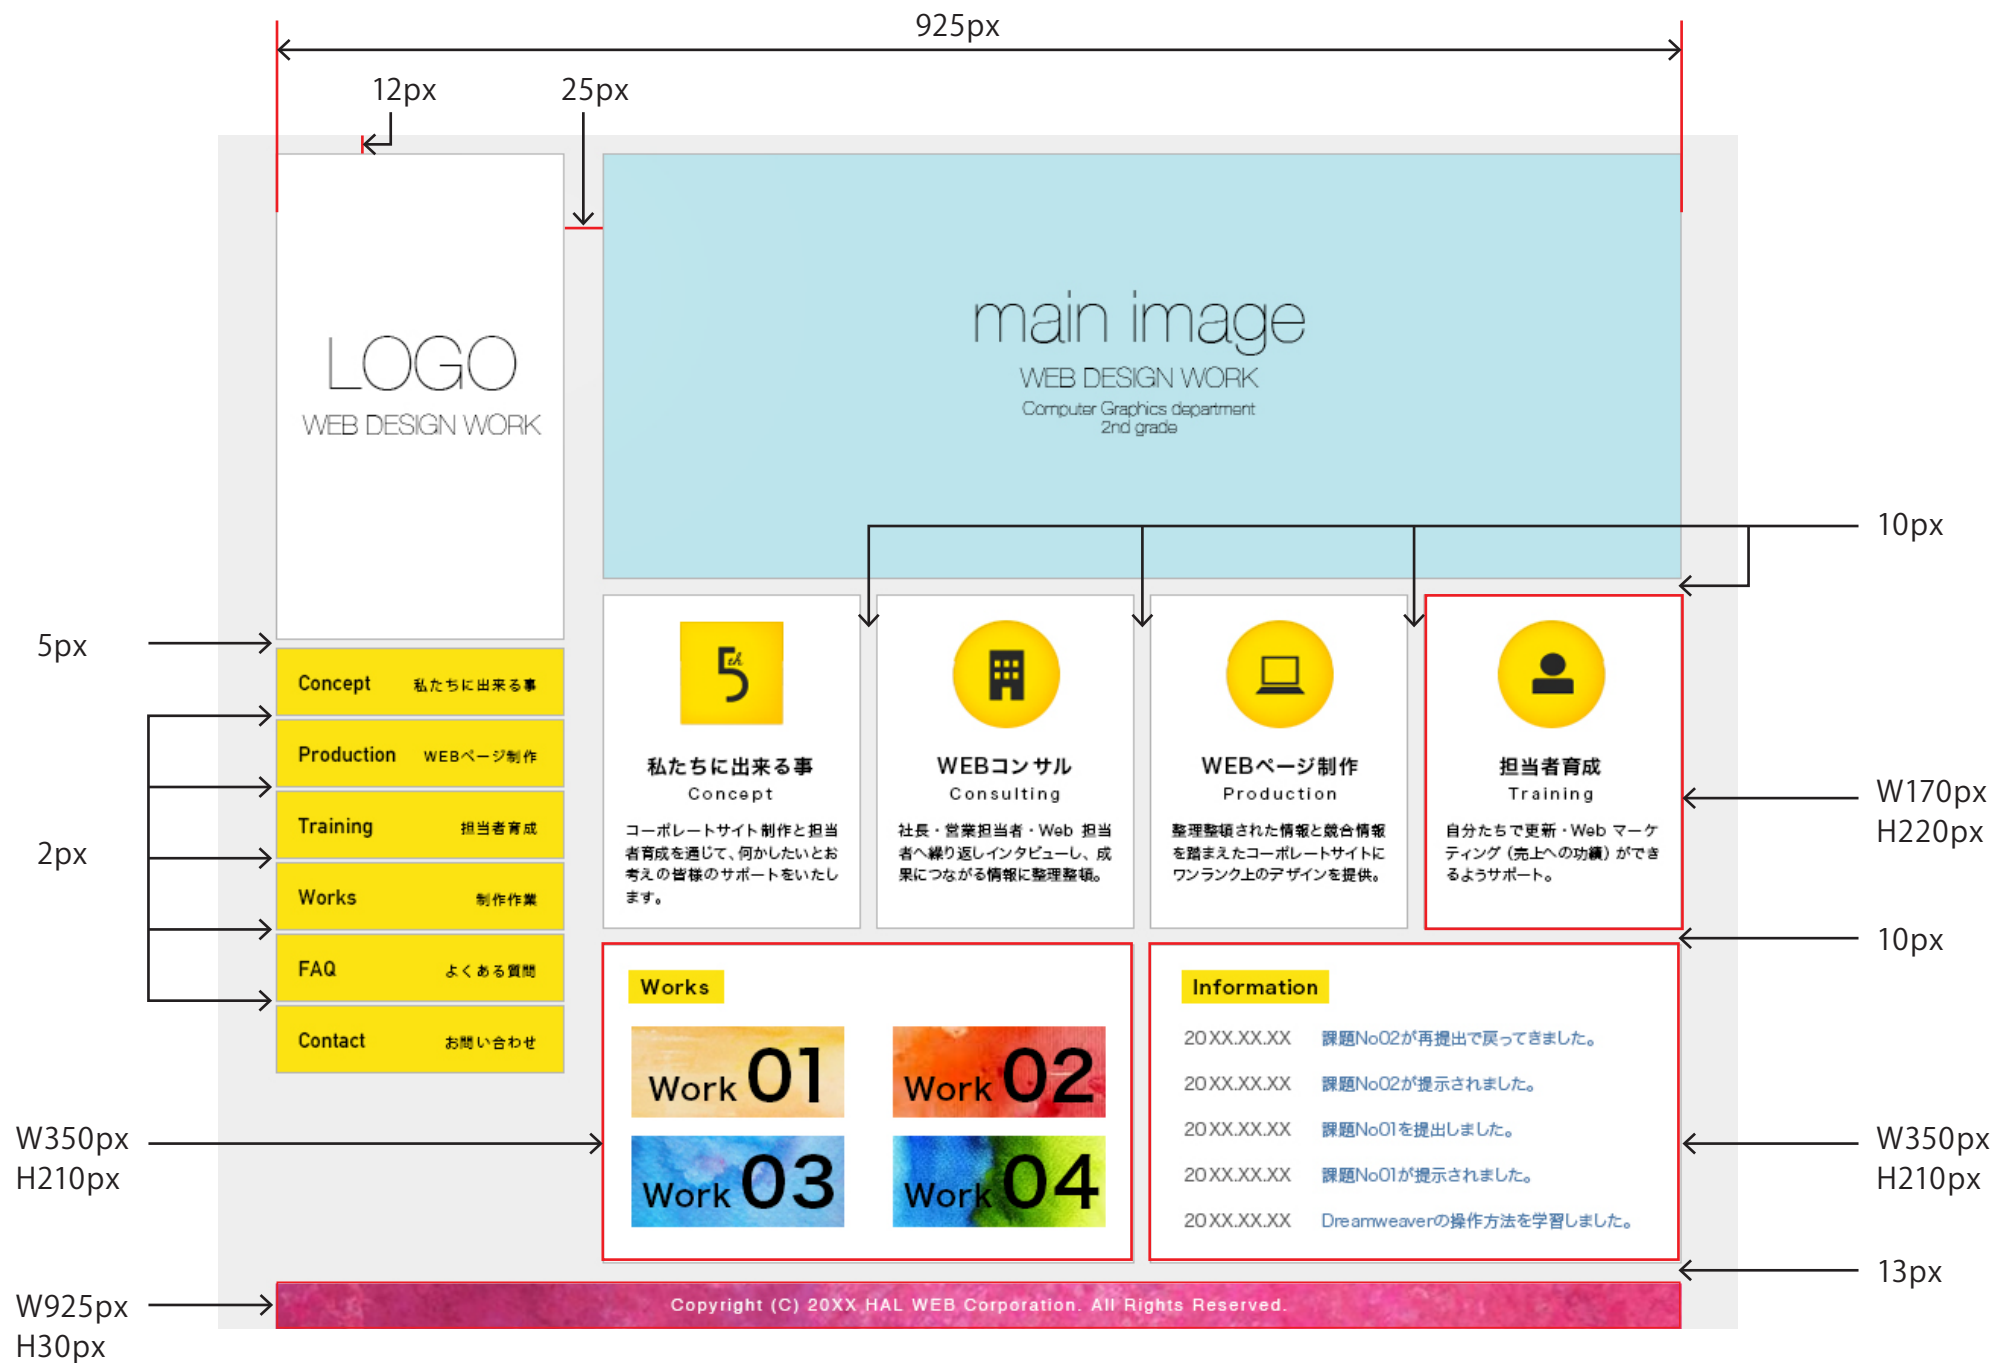 925px
12px
25px
LOGO
WEB DESIGN WORK
main image
WEB DESIGN WORK
Computer Graphics department
2nd grade
10px
5px
2px
Concept 私たちに出来る事
Production WEBページ制作
Training 担当者育成
Works 制作作業
FAQ よくある質問
Contact お問い合わせ
5th
私たちに出来る事
Concept
コーポレートサイト制作と担当
者育成を通じて、何かしたいとお
考えの皆様のサポートをいたし
ます。
WEBコンサル
Consulting
社長・営業担当者・Web 担当
者へ繰り返しインタビューし、成
果につながる情報に整理整頓。
WEBページ制作
Production
整理整頓された情報と競合情報
を踏まえたコーポレートサイトに
ワンランク上のデザインを提供。
担当者育成
Training
自分たちで更新・Web マーケ
ティング（売上への功績）ができ
るようサポート。
W170px
H220px
10px
Works
Work 01
Work 02
Work 03
Work 04
W350px
H210px
Information
20XX.XX.XX 課題No02が再提出で戻ってきました。
20XX.XX.XX 課題No02が提示されました。
20XX.XX.XX 課題No01を提出しました。
20XX.XX.XX 課題No01が提示されました。
20XX.XX.XX Dreamweaverの操作方法を学習しました。
W350px
H210px
13px
W925px
H30px
Copyright (C) 20XX HAL WEB Corporation. All Rights Reserved.